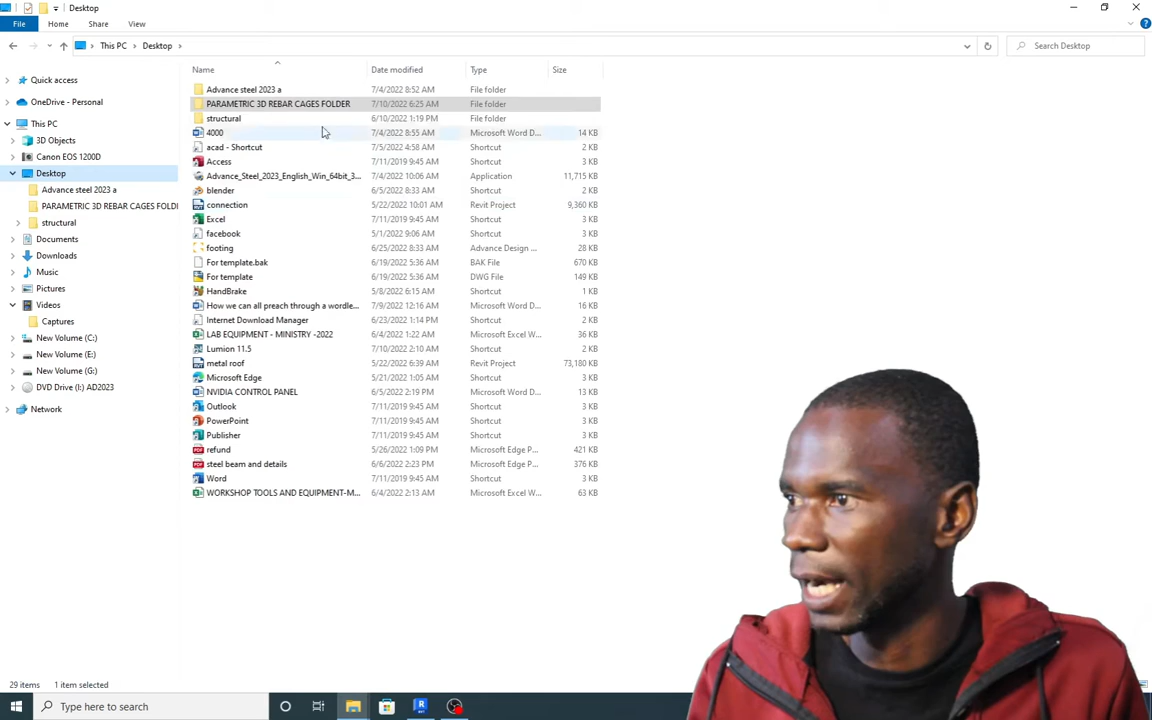 Desktop
File Home Share View
This PC Desktop Search Desktop
Name Date modified Type Size
Quick access
OneDrive - Personal
This PC
3D Objects
Canon EOS 1200D
Desktop
Advance steel 2023 a
PARAMETRIC 3D REBAR CAGES FOLD
structural
Documents
Downloads
Music
Pictures
Videos
Captures
New Volume (C:)
New Volume (E:)
New Volume (G:)
DVD Drive (I:) AD2023
Network
Advance steel 2023 a 7/4/2022 8:52 AM File folder
PARAMETRIC 3D REBAR CAGES FOLDER 7/10/2022 6:25 AM File folder
structural 6/10/2022 1:19 PM File folder
4000 7/4/2022 8:55 AM Microsoft Word D... 14 KB
acad - Shortcut 7/5/2022 4:58 AM Shortcut 2 KB
Access 7/11/2019 9:45 AM Shortcut 3 KB
Advance_Steel_2023_English_Win_64bit_3... 7/4/2022 10:06 AM Application 11,715 KB
blender 6/5/2022 8:33 AM Shortcut 2 KB
connection 5/22/2022 10:01 AM Revit Project 9,360 KB
Excel 7/11/2019 9:45 AM Shortcut 3 KB
facebook 5/1/2022 9:06 AM Shortcut 3 KB
footing 6/25/2022 8:33 AM Advance Design ... 28 KB
For template.bak 6/19/2022 5:36 AM BAK File 670 KB
For template 6/19/2022 5:36 AM DWG File 149 KB
HandBrake 5/8/2022 6:15 AM Shortcut 1 KB
How we can all preach through a wordle... 7/9/2022 12:16 AM Microsoft Word D... 16 KB
Internet Download Manager 6/23/2022 1:14 PM Shortcut 2 KB
LAB EQUIPMENT - MINISTRY -2022 6/4/2022 1:22 AM Microsoft Excel W... 36 KB
Lumion 11.5 7/10/2022 2:10 AM Shortcut 2 KB
metal roof 5/22/2022 6:39 AM Revit Project 73,180 KB
Microsoft Edge 5/21/2022 1:05 AM Shortcut 3 KB
NVIDIA CONTROL PANEL 6/5/2022 2:19 PM Microsoft Word D... 13 KB
Outlook 7/11/2019 9:45 AM Shortcut 3 KB
PowerPoint 7/11/2019 9:45 AM Shortcut 3 KB
Publisher 7/11/2019 9:45 AM Shortcut 3 KB
refund 5/26/2022 1:09 PM Microsoft Edge P... 421 KB
steel beam and details 6/6/2022 2:23 PM Microsoft Edge P... 376 KB
Word 7/11/2019 9:45 AM Shortcut 3 KB
WORKSHOP TOOLS AND EQUIPMENT-M... 6/4/2022 2:13 AM Microsoft Excel W... 63 KB
29 items 1 item selected
Type here to search